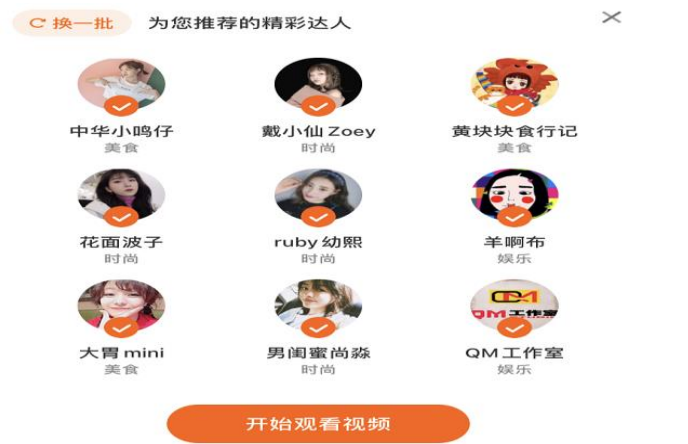 换一批 为您推荐的精彩达人
中华小鸣仔 戴小仙 Zoey 黄块块食行记
美食 时尚 美食
花面波子 ruby 幼熙 羊啊布
时尚 时尚 娱乐
QM
QM工作室
大胃 mini 男闺蜜尚淼 QM 工作室
美食 时尚 娱乐
开始观看视频